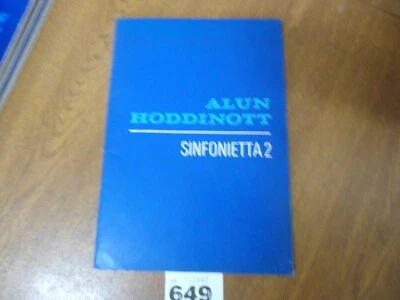 ALUN
HODDINOTT
SINFONIETTA 2
649